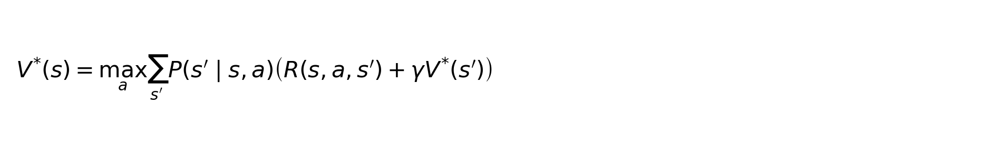 V*(s) = max_a ∑_{s′} P(s′ | s, a)(R(s, a, s′) + γV*(s′))